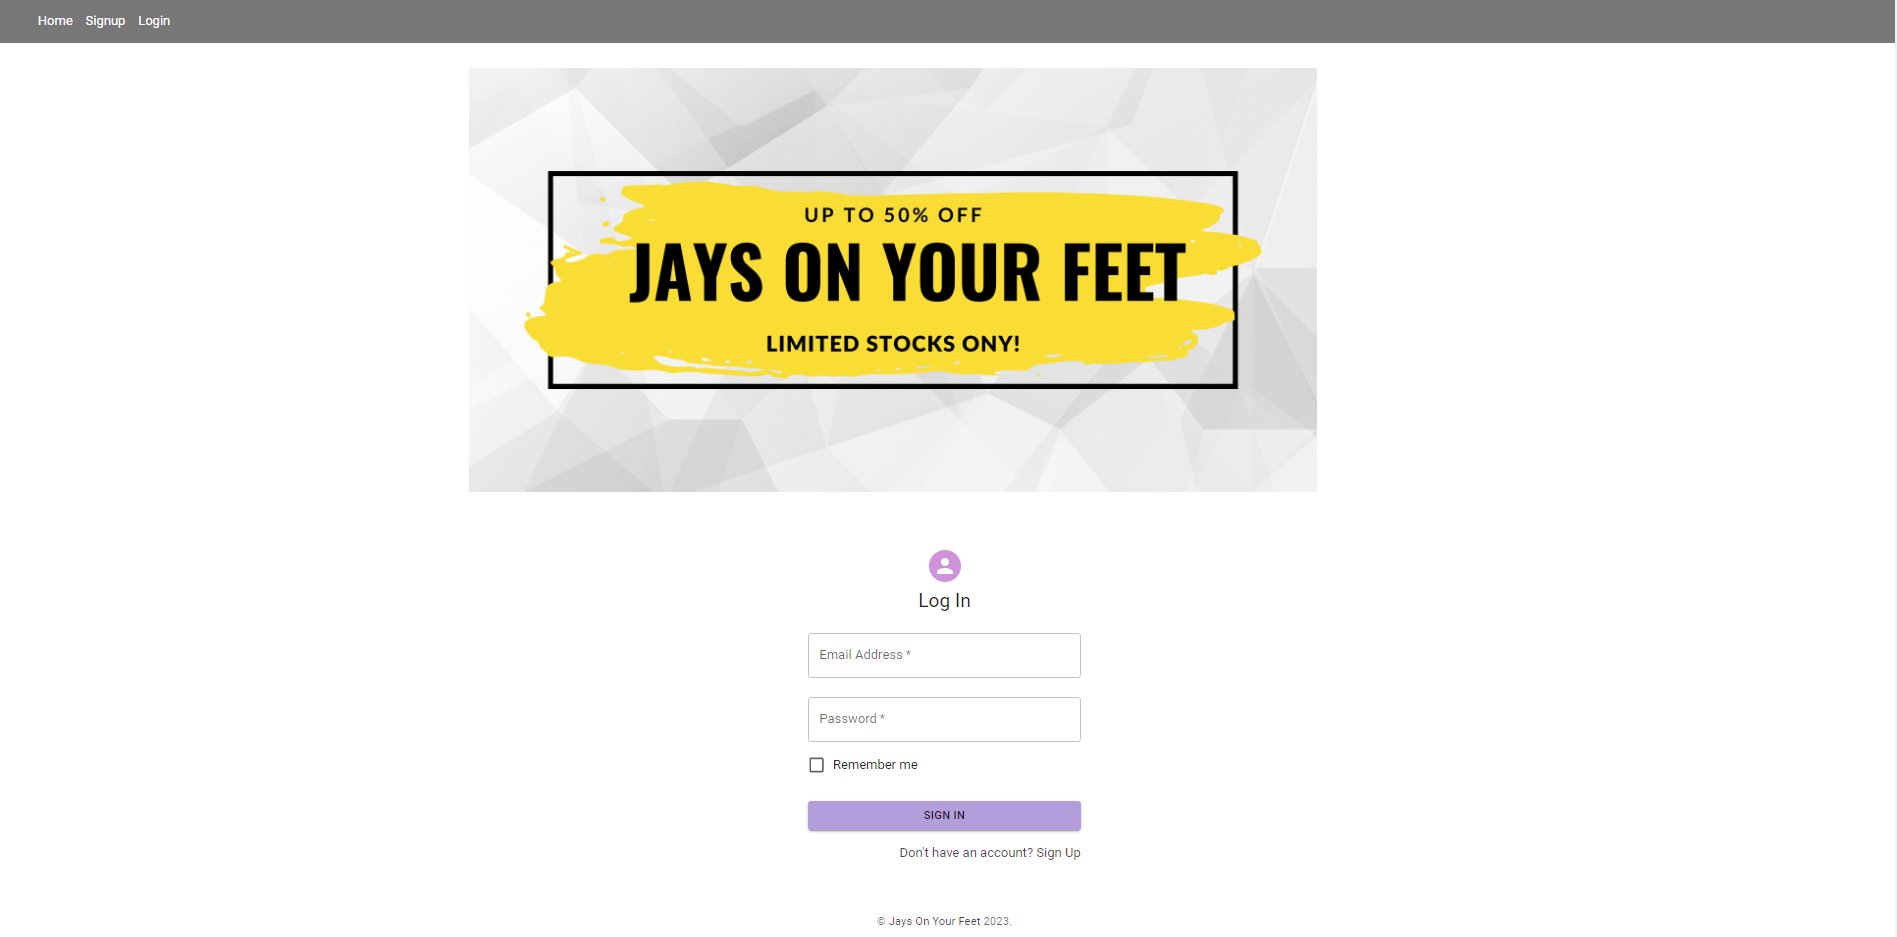 Home Signup Login
UP TO 50% OFF
JAYS ON YOUR FEET
LIMITED STOCKS ONY!
Log In
Email Address *
Password *
Remember me
SIGN IN
Don't have an account? Sign Up
© Jays On Your Feet 2023.